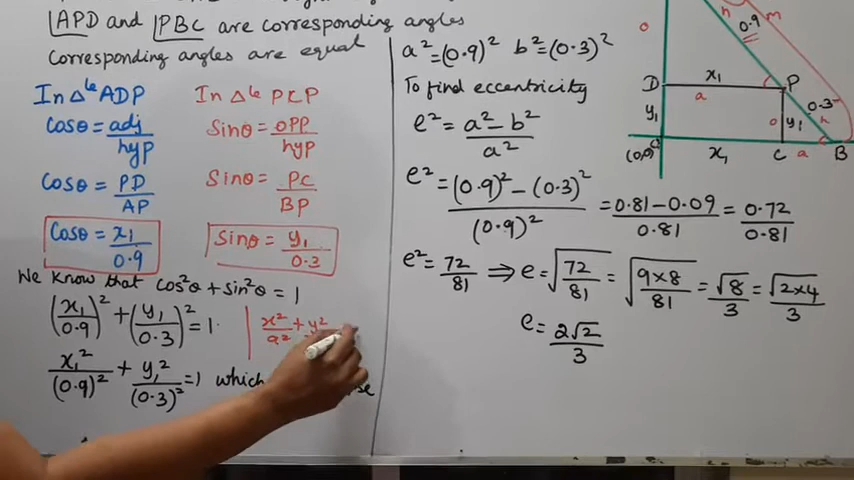 ∟APD and ∟PBC are corresponding angles
Corresponding angles are equal
In Δle ADP
Cosθ = adj/hyp
Cosθ = PD/AP
Cosθ = x₁/0.9
In Δle PCP
Sinθ = opp/hyp
Sinθ = PC/BP
Sinθ = y₁/0.3
We know that cos²θ + sin²θ = 1
(x₁/0.9)² + (y₁/0.3)² = 1
x²/a² + y²
x₁²/(0.9)² + y₁²/(0.3)² = 1 which
a² = (0.9)² b² = (0.3)²
To find eccentricity
e² = a² - b²/a²
e² = (0.9)² - (0.3)²/(0.9)² = 0.81 - 0.09/0.81 = 0.72/0.81
e² = 72/81 ⇒ e = √72/81 = √9×8/81 = √8/3 = √2×4/3
e = 2√2/3
o
h
m
0.9
D x₁ P
a
0.3
y₁
o y₁ h
(0,0) x₁ C a B